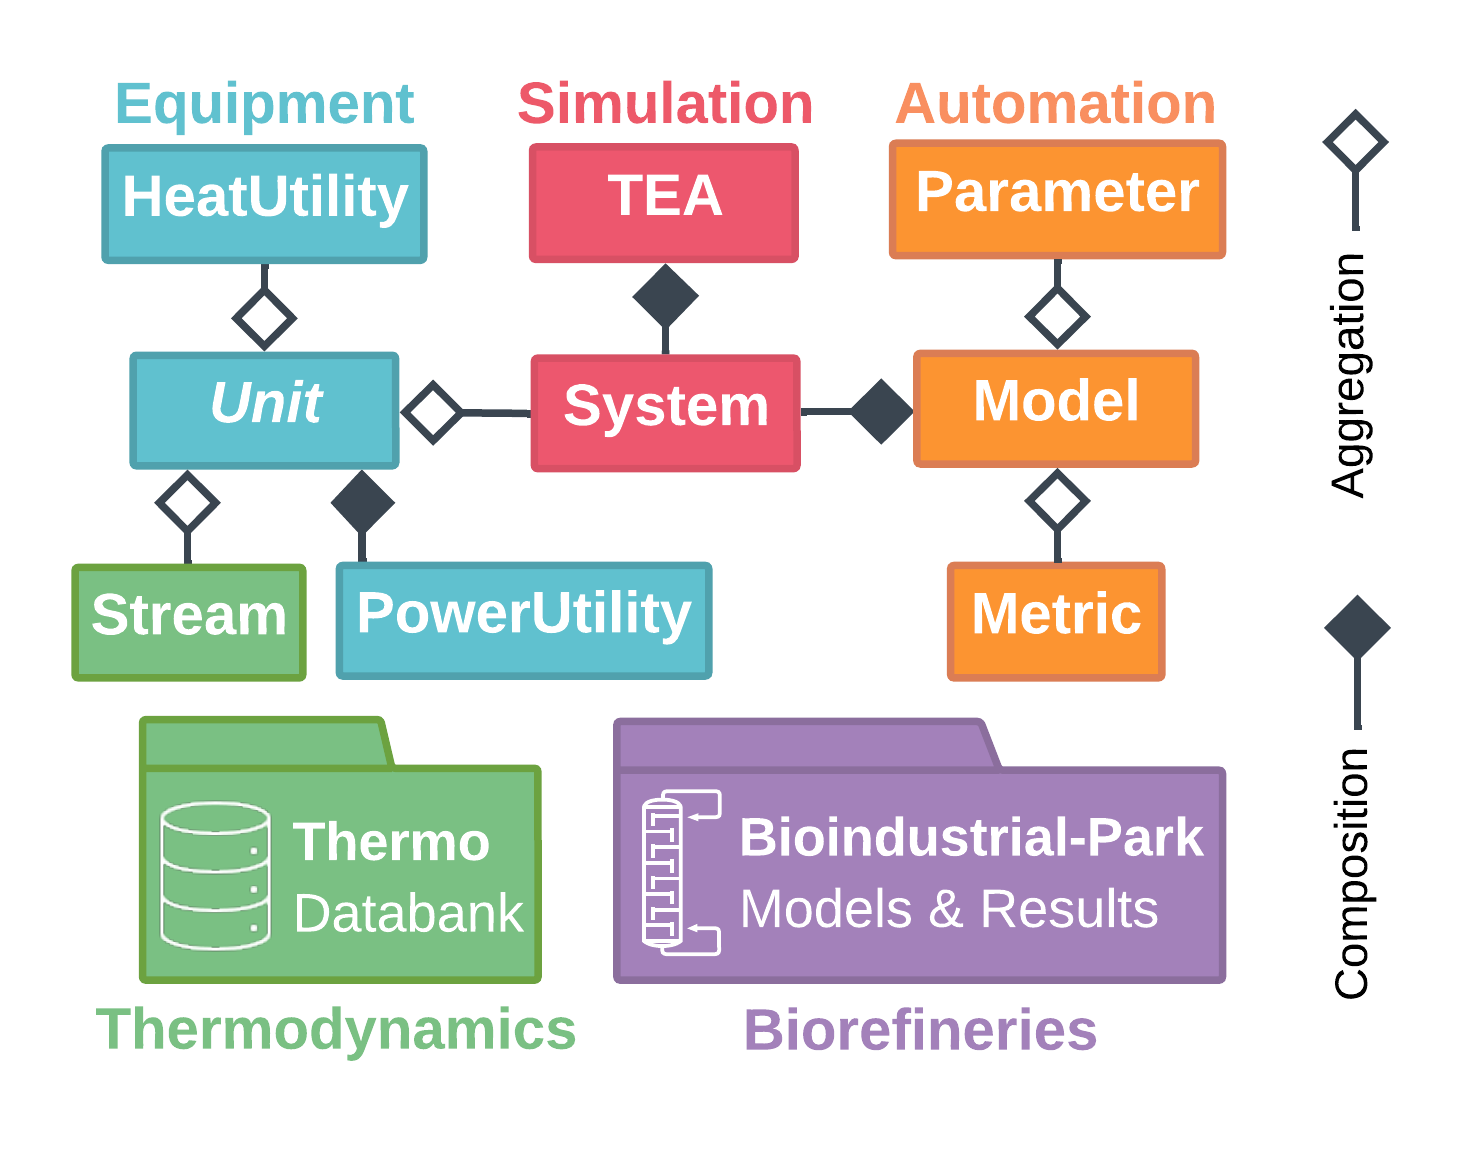 Equipment
Simulation
Automation
HeatUtility
TEA
Parameter
Unit
System
Model
Stream
PowerUtility
Metric
Thermo
Databank
Bioindustrial-Park
Models & Results
Thermodynamics
Biorefineries
Aggregation
Composition